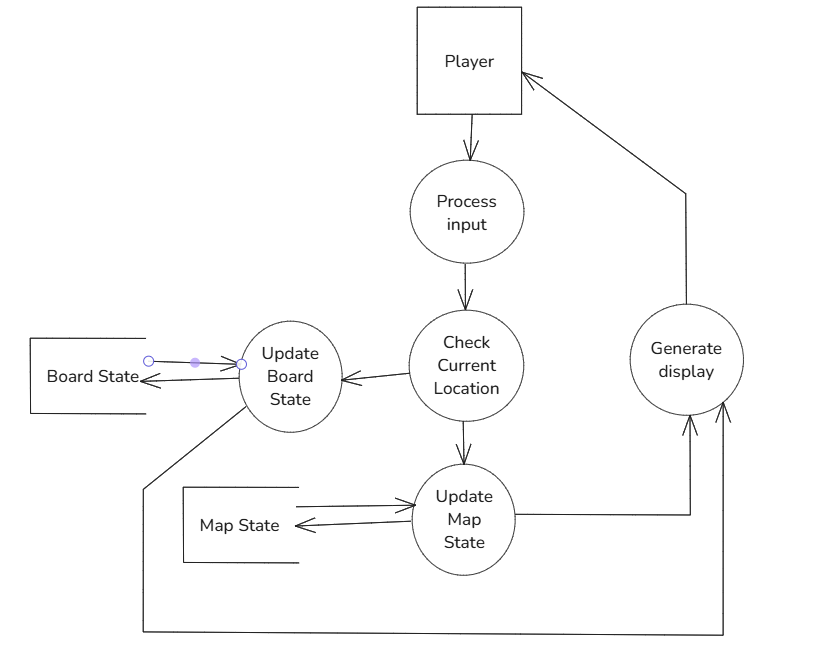 Player
Process
input
Check
Current
Location
Generate
display
Update
Board
State
Board State
Update
Map
State
Map State